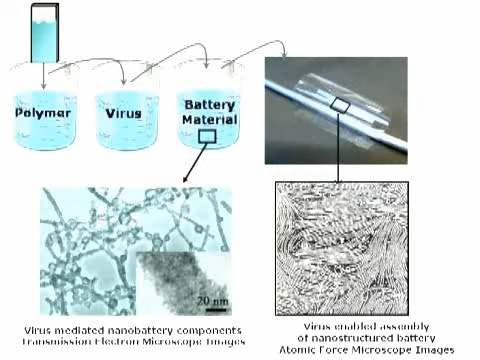 Polymer
Virus
Battery
Material
20 nm
Virus mediated nanobattery components
Transmission Electron Microscope Images
Virus enabled assembly
of nanostructured battery
Atomic Force Microscope Images